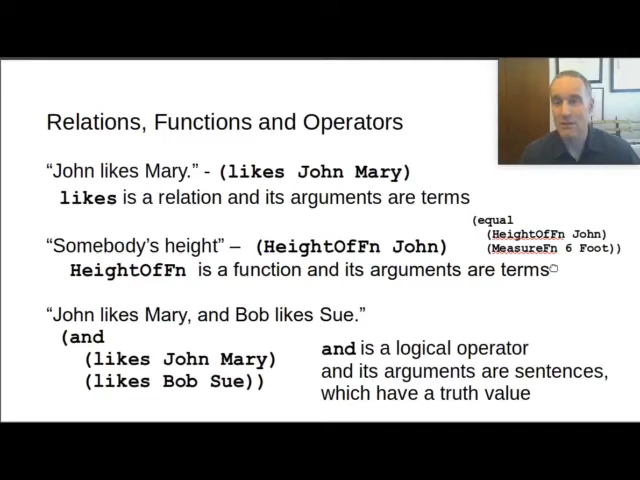 Relations, Functions and Operators
“John likes Mary.” - (likes John Mary)
likes is a relation and its arguments are terms
(equal
(HeightOfFn John)
(MeasureFn 6 Foot))
“Somebody’s height” – (HeightOfFn John)
HeightOfFn is a function and its arguments are terms
“John likes Mary, and Bob likes Sue.”
(and
(likes John Mary)
(likes Bob Sue))
and is a logical operator
and its arguments are sentences,
which have a truth value